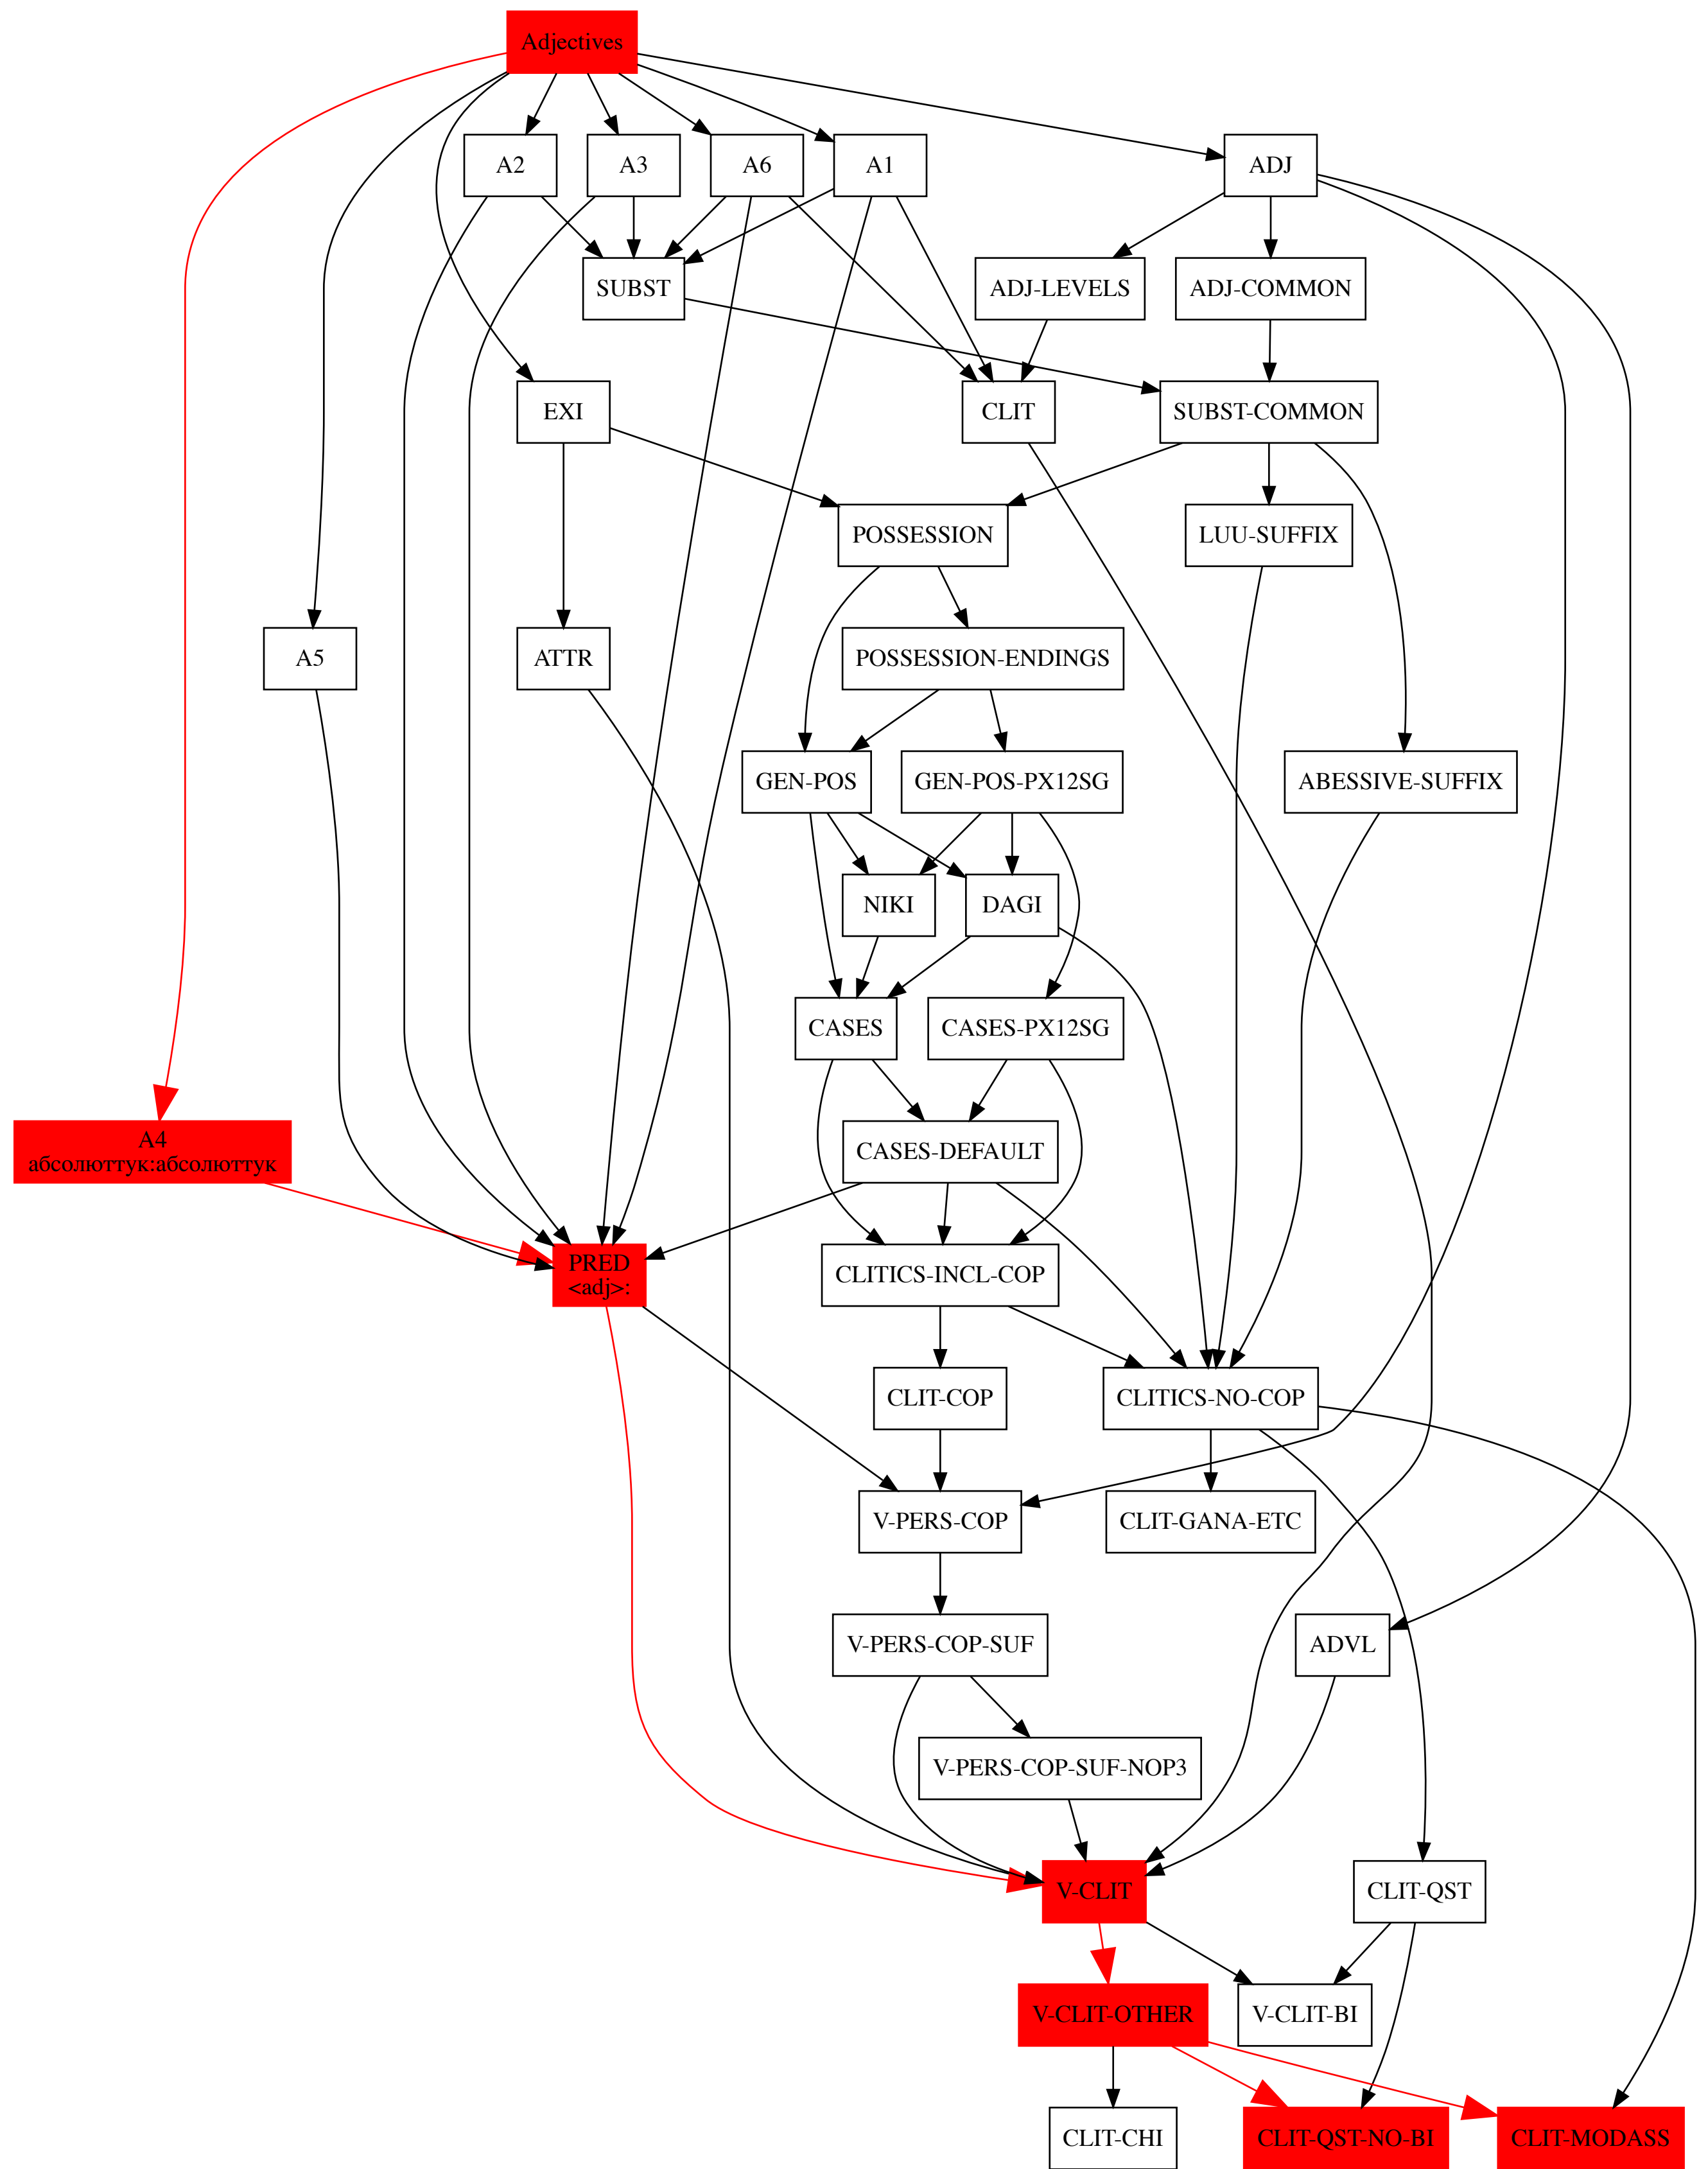 Adjectives
A2
A3
A6
A1
ADJ
SUBST
ADJ-LEVELS
ADJ-COMMON
EXI
CLIT
SUBST-COMMON
POSSESSION
LUU-SUFFIX
A5
ATTR
POSSESSION-ENDINGS
GEN-POS
GEN-POS-PX12SG
ABESSIVE-SUFFIX
NIKI
DAGI
CASES
CASES-PX12SG
A4
абсолюттук:абсолюттук
CASES-DEFAULT
PRED
<adj>:
CLITICS-INCL-COP
CLIT-COP
CLITICS-NO-COP
V-PERS-COP
CLIT-GANA-ETC
V-PERS-COP-SUF
ADVL
V-PERS-COP-SUF-NOP3
V-CLIT
CLIT-QST
V-CLIT-OTHER
V-CLIT-BI
CLIT-CHI
CLIT-QST-NO-BI
CLIT-MODASS